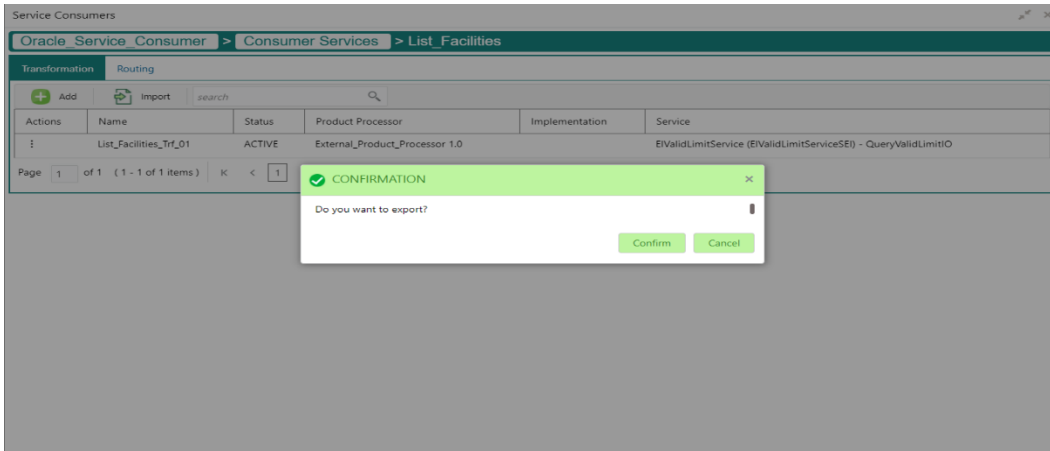 Service Consumers
Oracle_Service_Consumer > Consumer Services > List_Facilities
Transformation Routing
Add Import search
Actions Name Status Product Processor Implementation Service
List_Facilities_Trf_01 ACTIVE External_Product_Processor 1.0 EIValidLimitService (EIValidLimitServiceSEI) - QueryValidLimitIO
Page 1 of 1 (1 - 1 of 1 items) K < 1
CONFIRMATION ×
Do you want to export?
Confirm Cancel